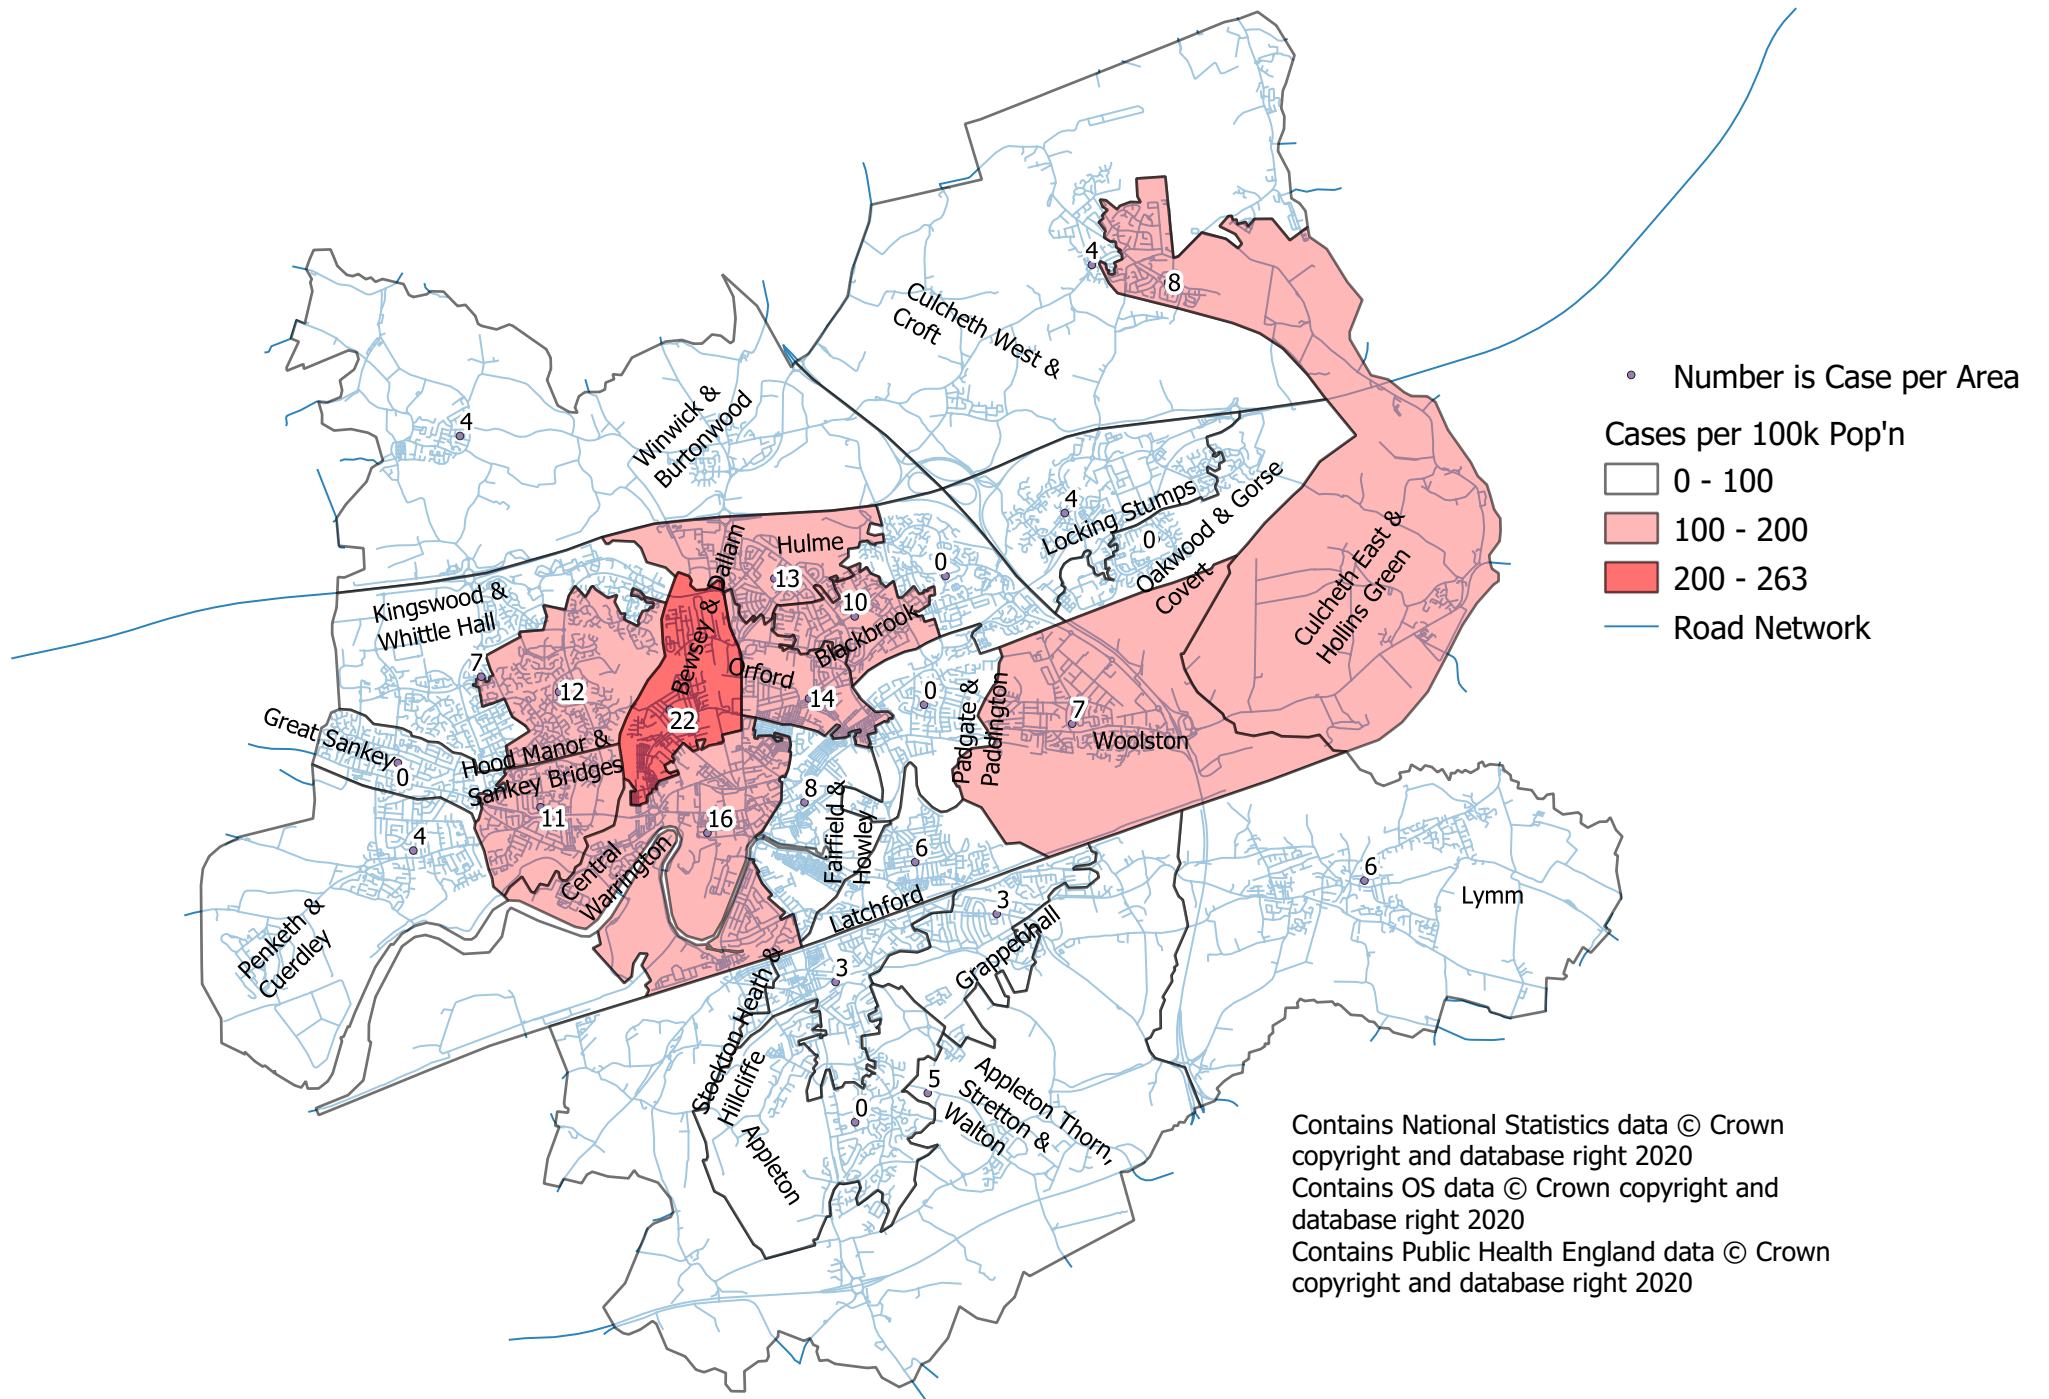 4
8
Culcheth West &
Croft
4
Winwick &
Burtonwood
4
Locking Stumps
0
Oakwood & Gorse
Covert
Hulme
13
0
10
Blackbrook
Kingswood &
Whittle Hall
7
12
Bewsey & Dallam
22
Orford
14
0
Padgate &
Paddington
7
Woolston
Culcheth East &
Hollins Green
Great Sankey
0
Hood Manor &
Sankey Bridges
11
4
Penketh &
Cuerdley
16
Central
Warrington
8
Fairfield &
Howley
6
Latchford
3
Grappenhall
6
Lymm
3
Stockton Heath &
Hillcliffe
0
Appleton
5
Appleton Thorn,
Stretton &
Walton
Number is Case per Area
Cases per 100k Pop'n
0 - 100
100 - 200
200 - 263
Road Network
Contains National Statistics data © Crown
copyright and database right 2020
Contains OS data © Crown copyright and
database right 2020
Contains Public Health England data © Crown
copyright and database right 2020